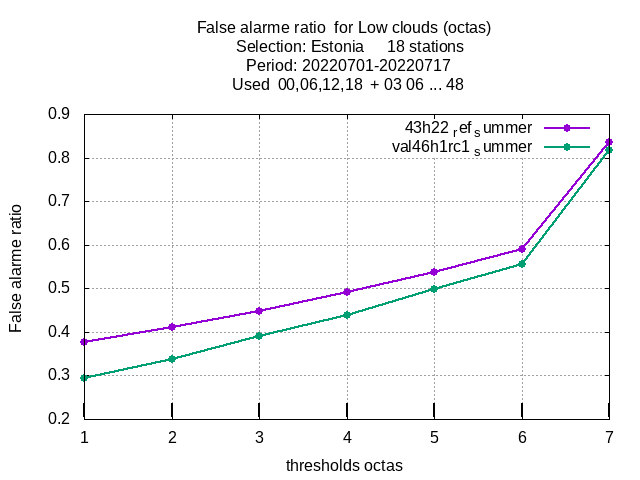 False alarme ratio for Low clouds (octas)
Selection: Estonia 18 stations
Period: 20220701-20220717
Used 00,06,12,18 + 03 06 ... 48
0.9
43h22 ref summer
val46h1rc1 summer
0.8
0.7
0.6
0.5
0.4
0.3
0.2
False alarme ratio
1 2 3 4 5 6 7
thresholds octas